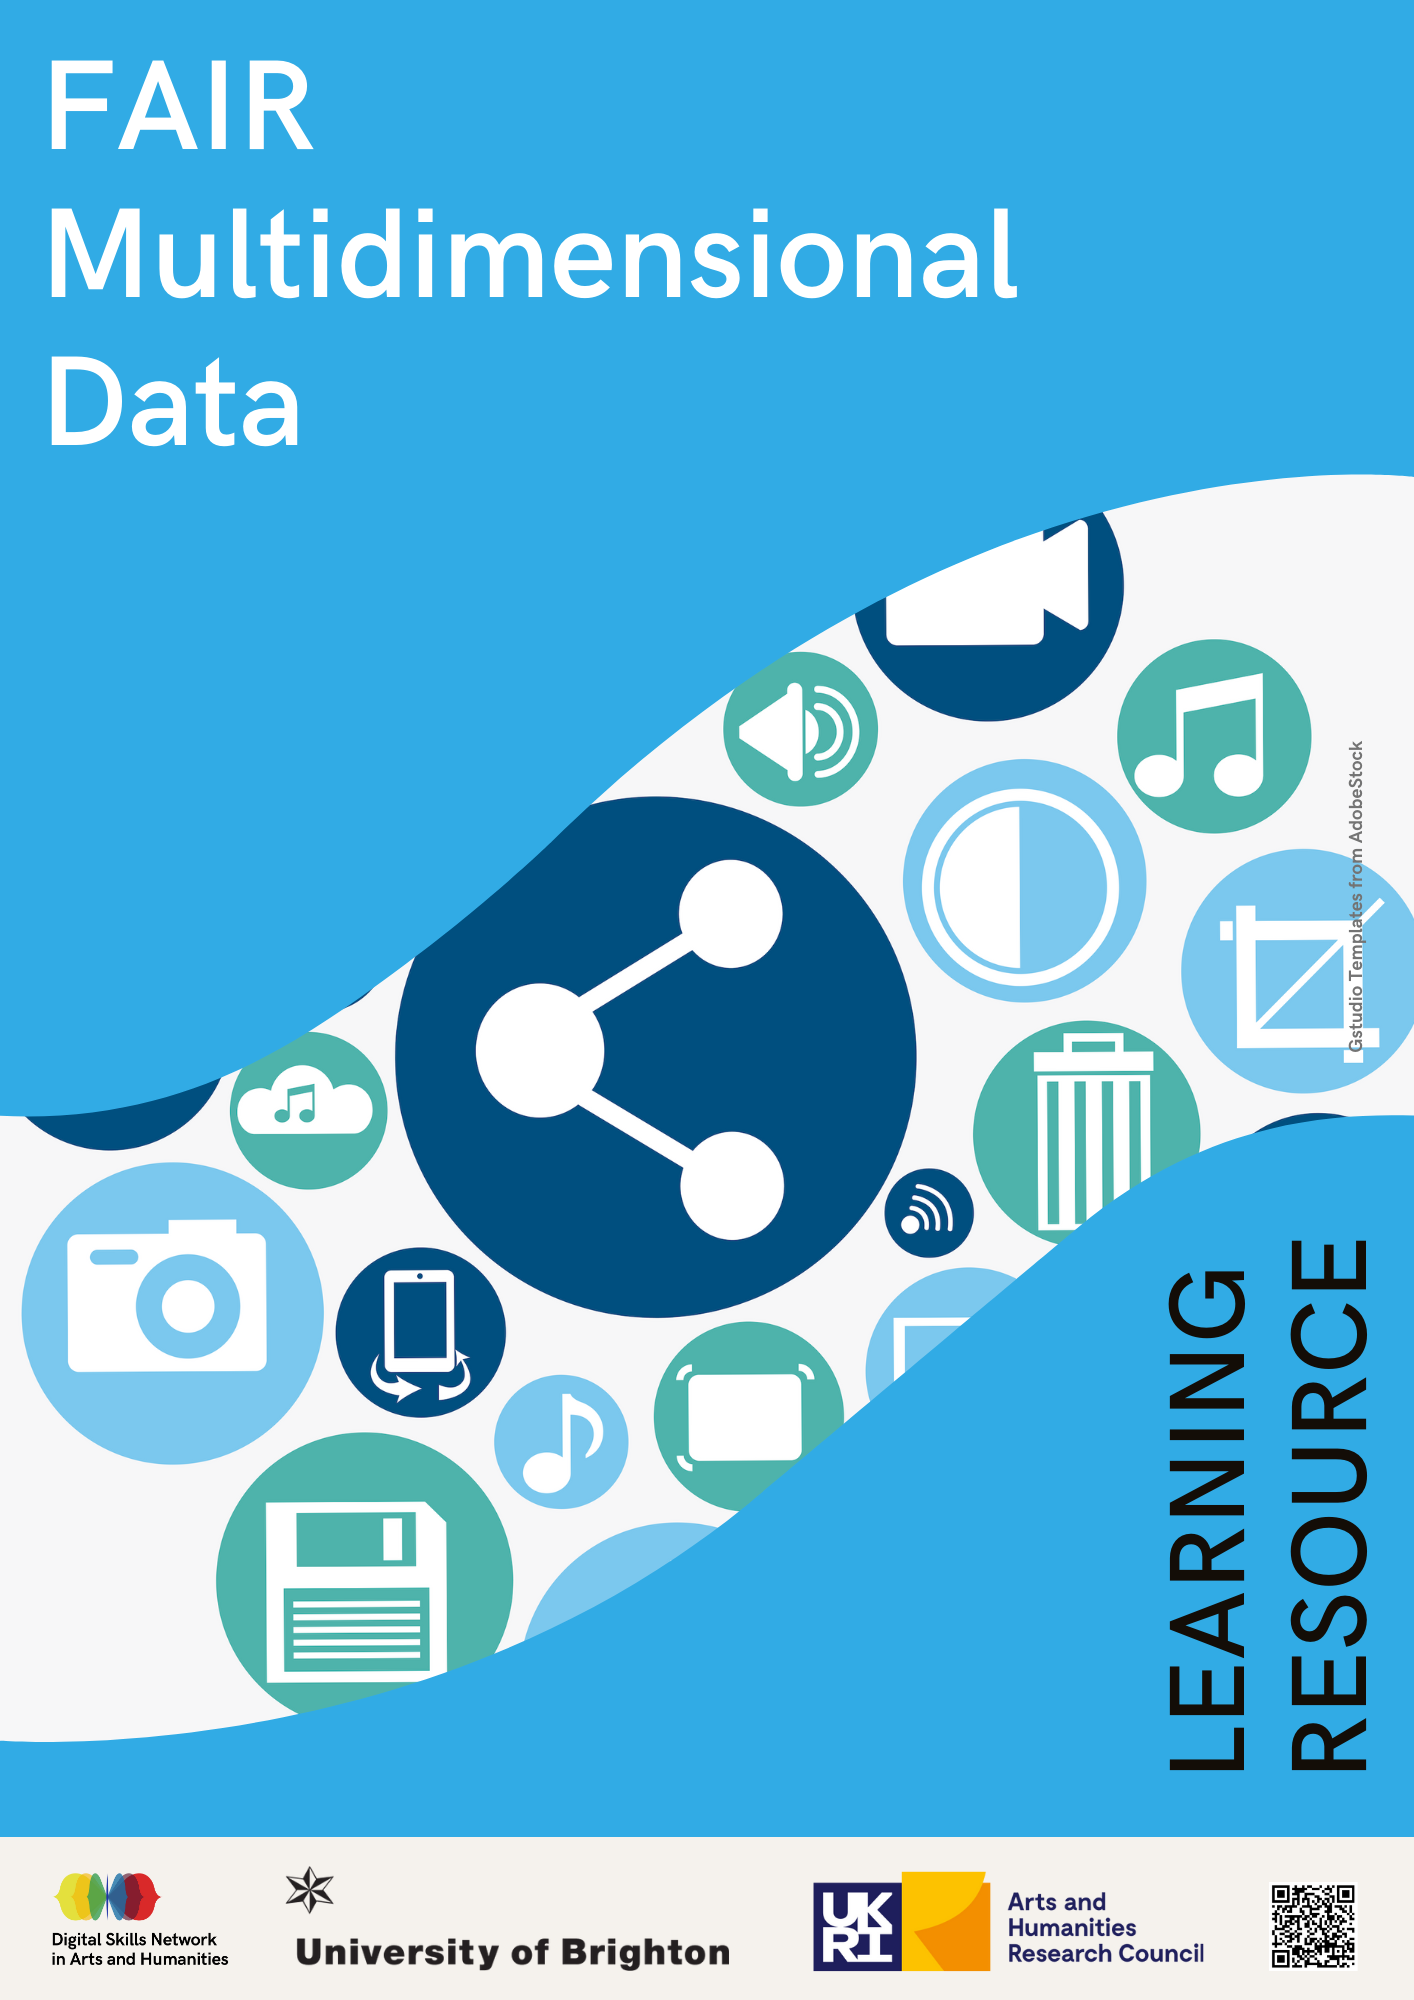 FAIR
Multidimensional
Data
Gstudio Templates from AdobeStock
LEARNING
RESOURCE
Digital Skills Network
in Arts and Humanities
University of Brighton
UK
RI
Arts and
Humanities
Research Council